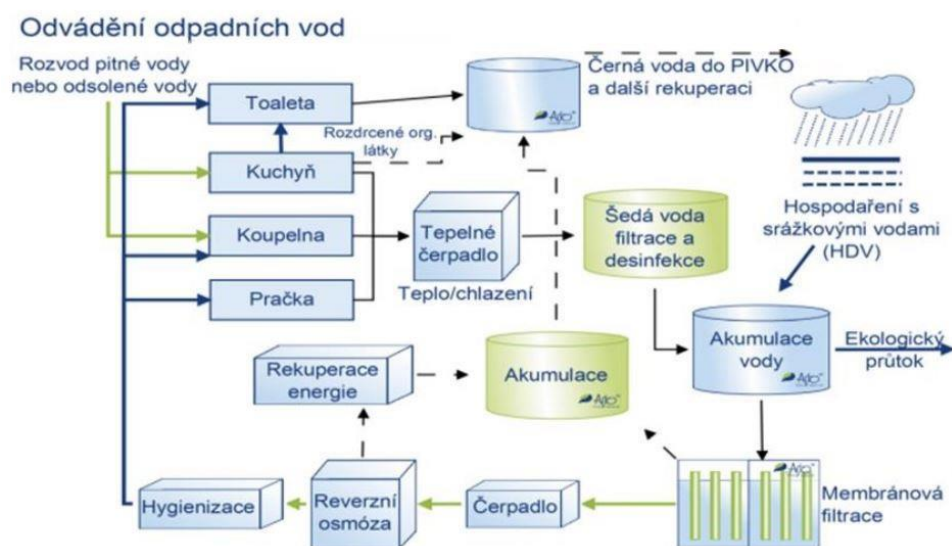 Odvádění odpadních vod
Rozvod pitné vody
nebo odsolené vody
Toaleta
Rozdrcené org.
látky
Kuchyň
Koupelna
Pračka
Tepelné
čerpadlo
Teplo/chlazení
Černá voda do PIVKO
a další rekuperaci
Šedá voda
filtrace a
desinfekce
Hospodaření s
srážkovými vodami
(HDV)
Akumulace
vody
Ekologický
průtok
Rekuperace
energie
Akumulace
Hygienizace
Reverzní
osmóza
Čerpadlo
Membránová
filtrace